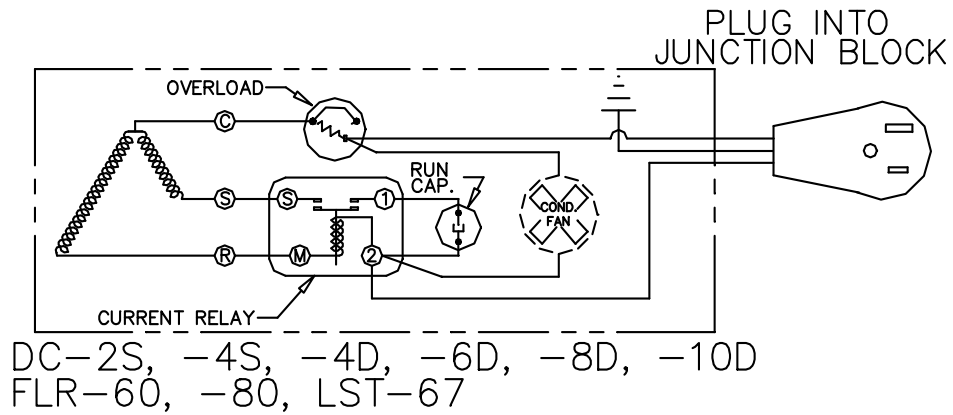 PLUG INTO
JUNCTION BLOCK
OVERLOAD
C
RUN
CAP.
S
S
1
COND.
FAN
R
M
2
CURRENT RELAY
DC-2S, -4S, -4D, -6D, -8D, -10D
FLR-60, -80, LST-67